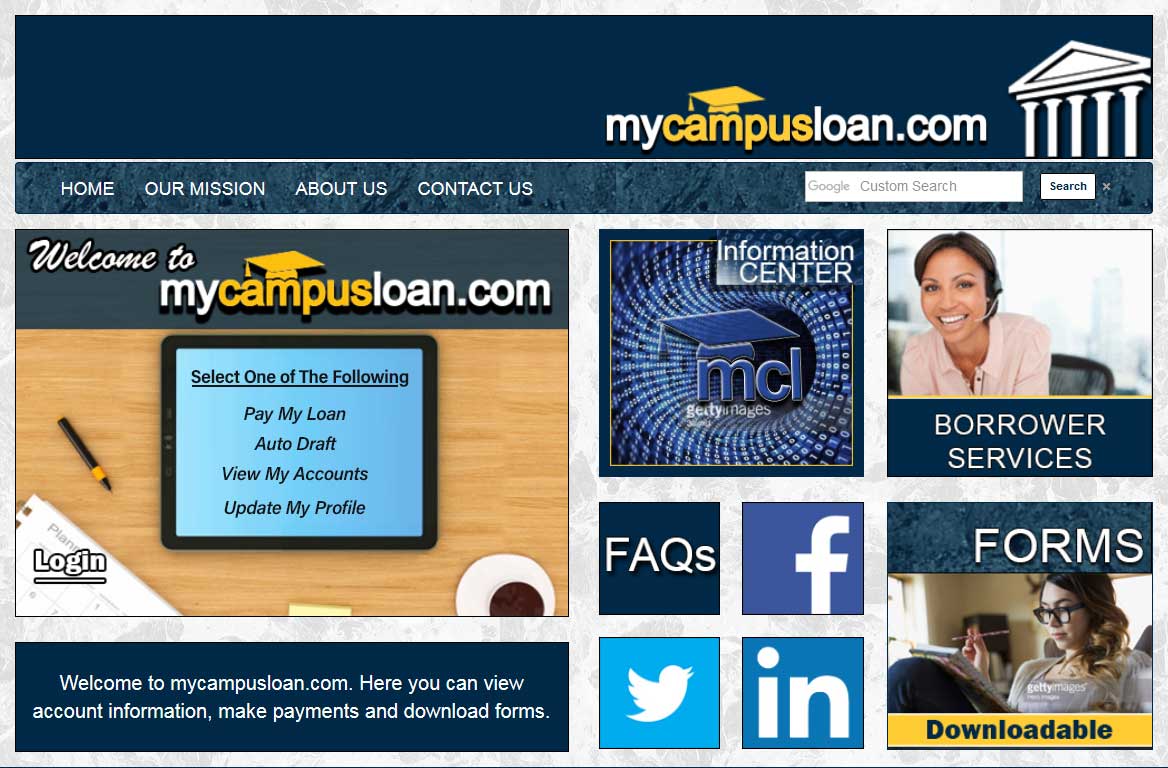 mycampusloan.com
HOME OUR MISSION ABOUT US CONTACT US
Google Custom Search Search ×
Welcome to
mycampusloan.com
Select One of The Following
Pay My Loan
Auto Draft
View My Accounts
Update My Profile
Login
Welcome to mycampusloan.com. Here you can view
account information, make payments and download forms.
Information
CENTER
mcl
gettyimages
BORROWER
SERVICES
FAQs
f
in
FORMS
gettyimages
Downloadable